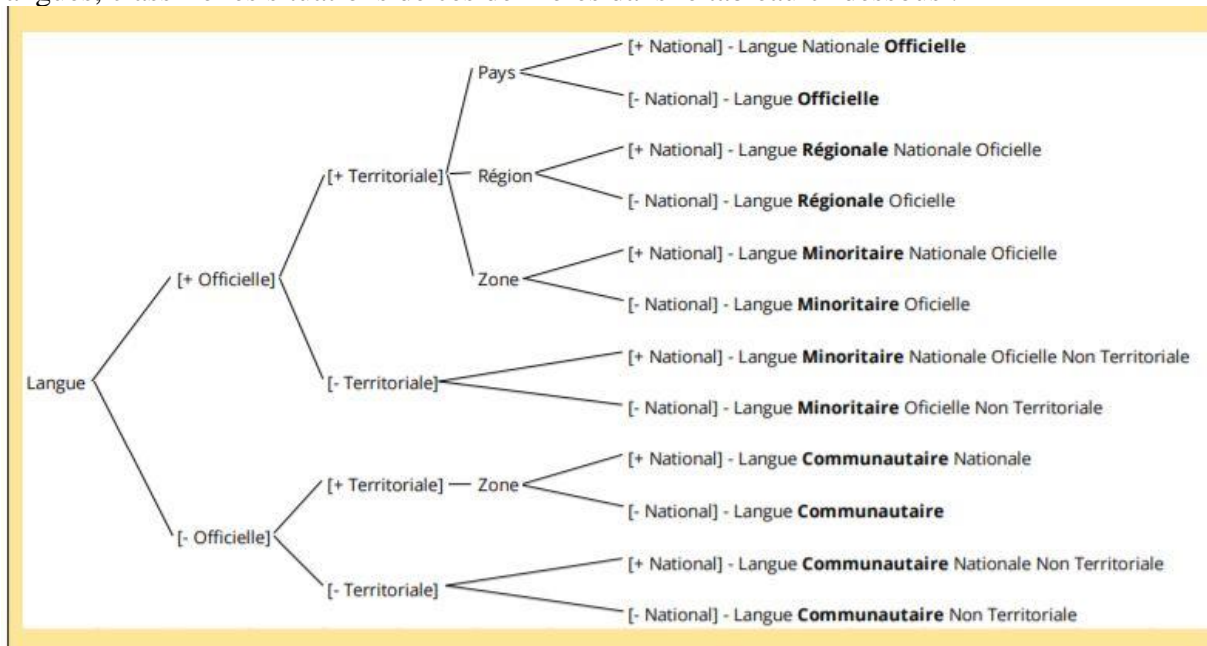 [+ National] - Langue Nationale Officielle
Pays
[- National] - Langue Officielle
[+ National] - Langue Régionale Nationale Oficielle
[+ Territoriale]
Région
[- National] - Langue Régionale Oficielle
[+ National] - Langue Minoritaire Nationale Oficielle
[+ Officielle]
Zone
[- National] - Langue Minoritaire Oficielle
[+ National] - Langue Minoritaire Nationale Oficielle Non Territoriale
Langue
[- Territoriale]
[- National] - Langue Minoritaire Oficielle Non Territoriale
[+ National] - Langue Communautaire Nationale
[+ Territoriale]
Zone
[- National] - Langue Communautaire
[- Officielle]
[+ National] - Langue Communautaire Nationale Non Territoriale
[- Territoriale]
[- National] - Langue Communautaire Non Territoriale